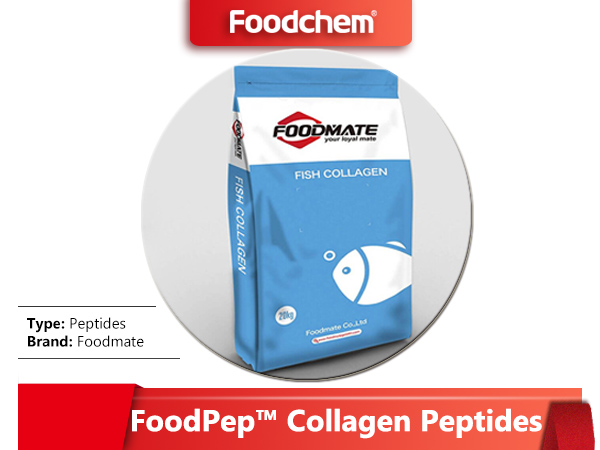 Foodchem®
FOODMATE
your loyal mate
FISH COLLAGEN
FISH COLLAGEN
20kg
Foodmate Co.,Ltd
Type: Peptides
Brand: Foodmate
FoodPep™ Collagen Peptides